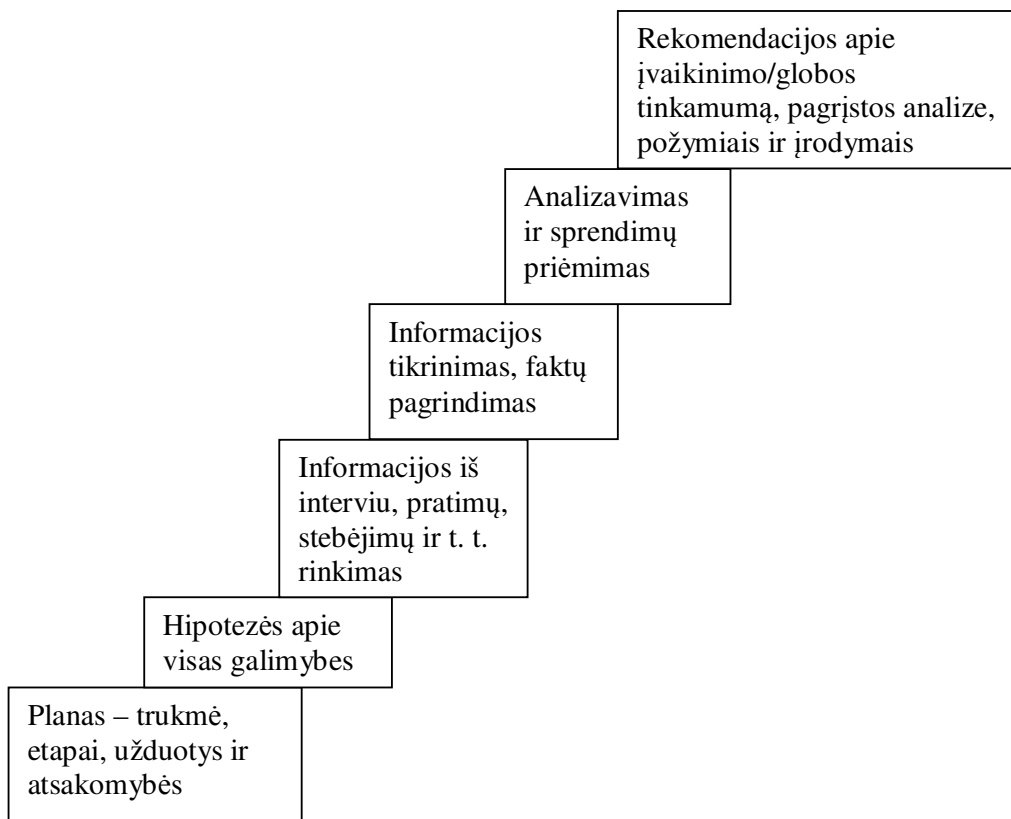 Rekomendacijos apie
įvaikinimo/globos
tinkamumą, pagrįstos analize,
požymiais ir įrodymais
Analizavimas
ir sprendimų
priėmimas
Informacijos
tikrinimas, faktų
pagrindimas
Informacijos iš
interviu, pratimų,
stebėjimų ir t. t.
rinkimas
Hipotezės apie
visas galimybes
Planas – trukmė,
etapai, užduotys ir
atsakomybės